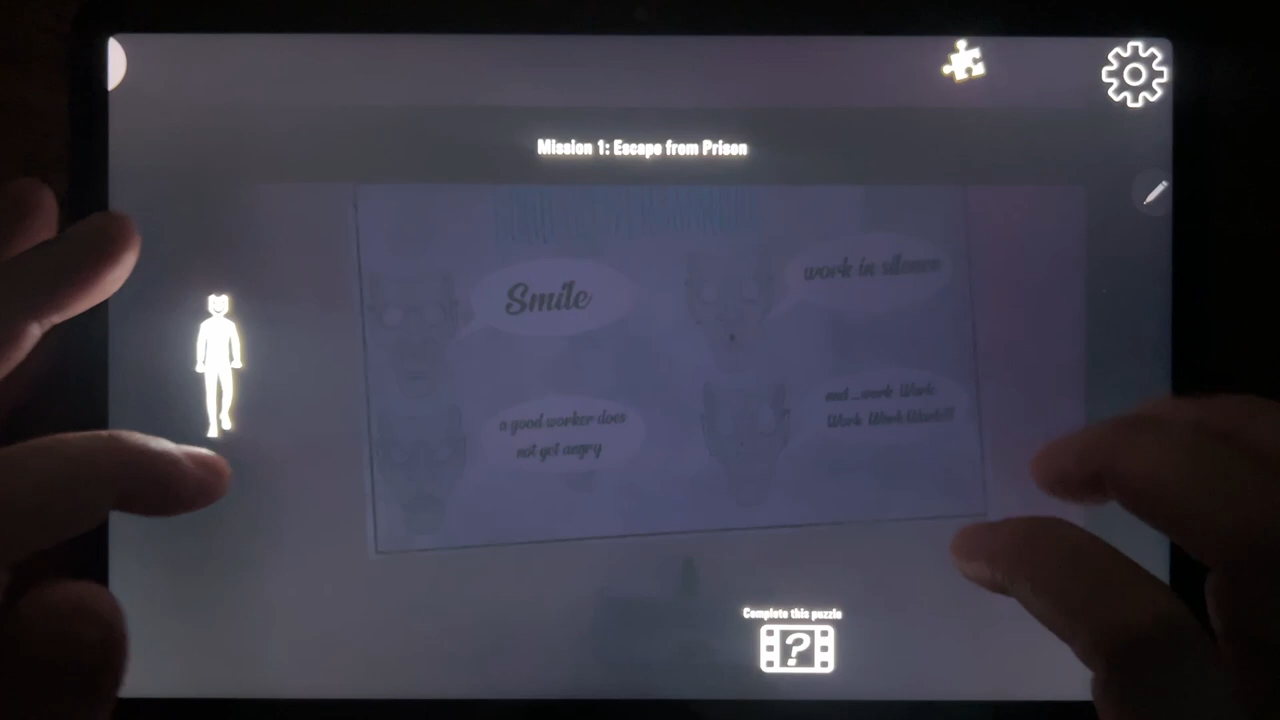 Mission 1: Escape from Prison
Smile
work in silence
a good worker does
not get angry
and ..work Work
Work Work
Complete this puzzle
?